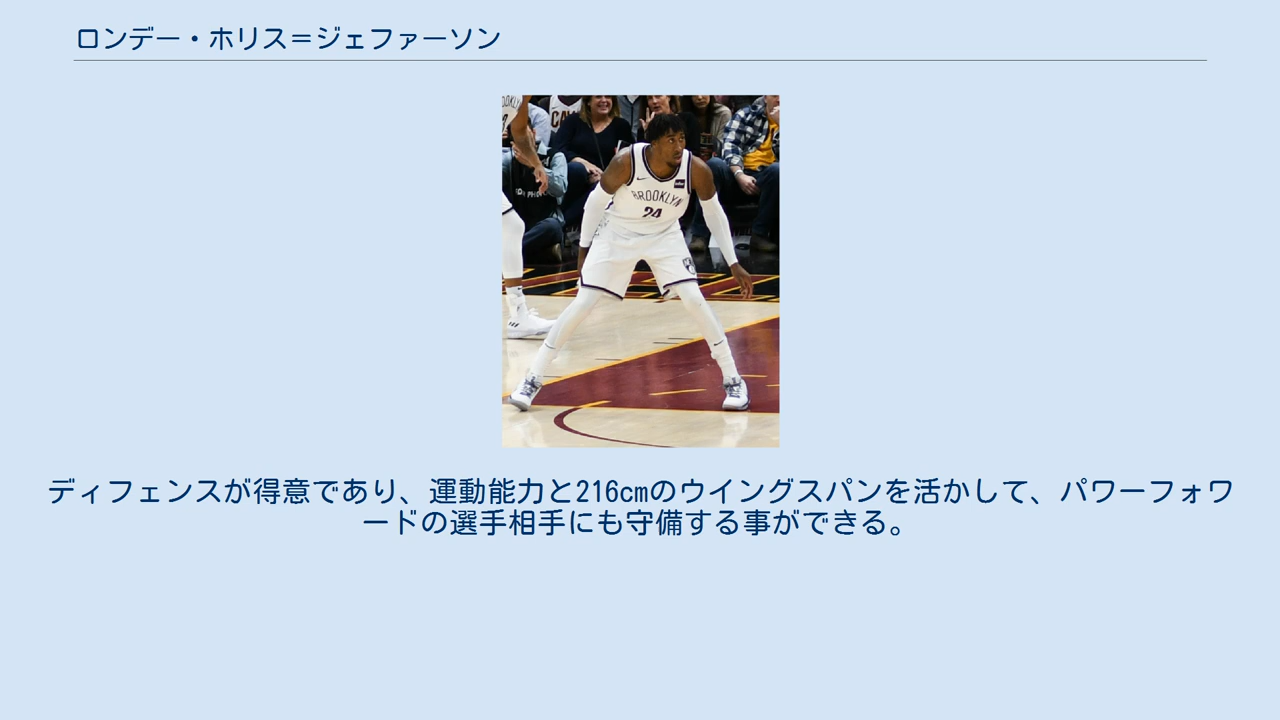 ロンデー・ホリス＝ジェファーソン
BROOKLYN
24
ディフェンスが得意であり、運動能力と216cmのウイングスパンを活かして、パワーフォワ
ードの選手相手にも守備する事ができる。